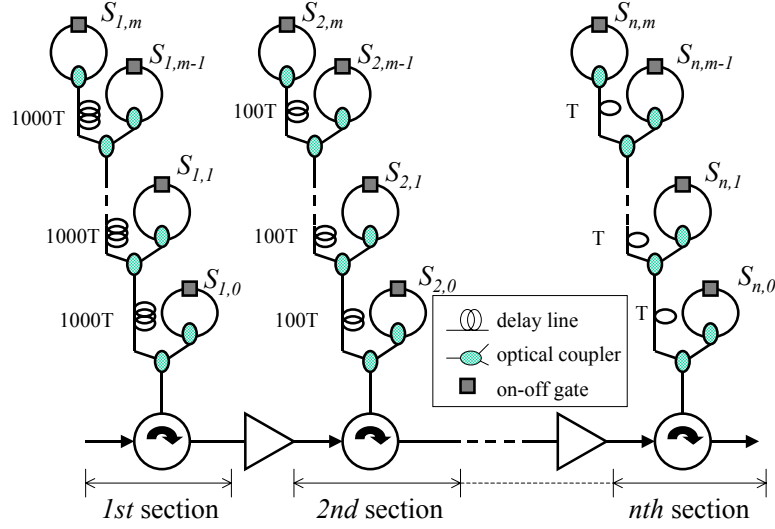 S1,m
S2,m
Sn,m
S1,m-1
S2,m-1
Sn,m-1
1000T
100T
T
S1,1
S2,1
Sn,1
1000T
100T
T
S1,0
S2,0
Sn,0
1000T
100T
T
delay line
optical coupler
on-off gate
1st section
2nd section
nth section